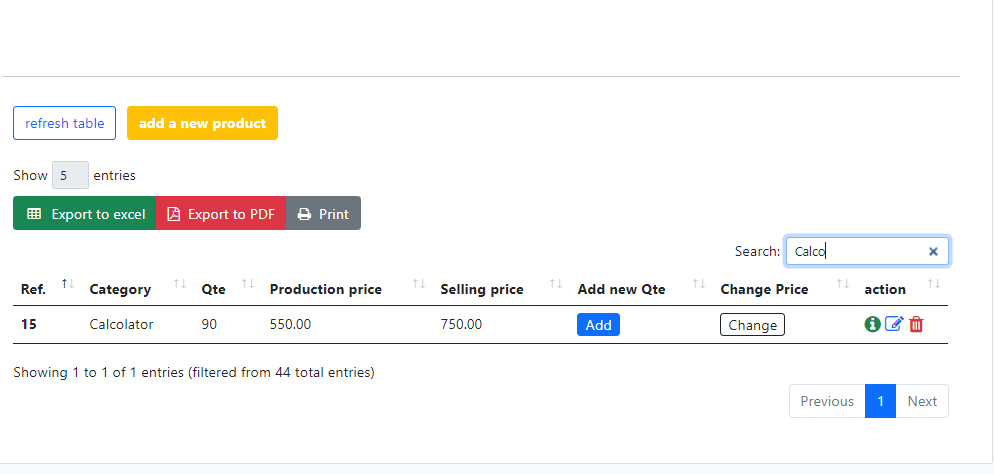 refresh table add a new product
Show 5 entries
Export to excel Export to PDF Print
Search: Calco
Ref. Category Qte Production price Selling price Add new Qte Change Price action
15 Calcolator 90 550.00 750.00 Add Change
Showing 1 to 1 of 1 entries (filtered from 44 total entries)
Previous 1 Next